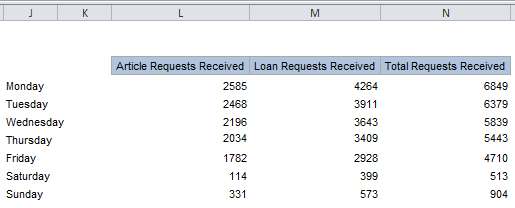 J K L M N
Article Requests Received Loan Requests Received Total Requests Received
Monday 2585 4264 6849
Tuesday 2468 3911 6379
Wednesday 2196 3643 5839
Thursday 2034 3409 5443
Friday 1782 2928 4710
Saturday 114 399 513
Sunday 331 573 904